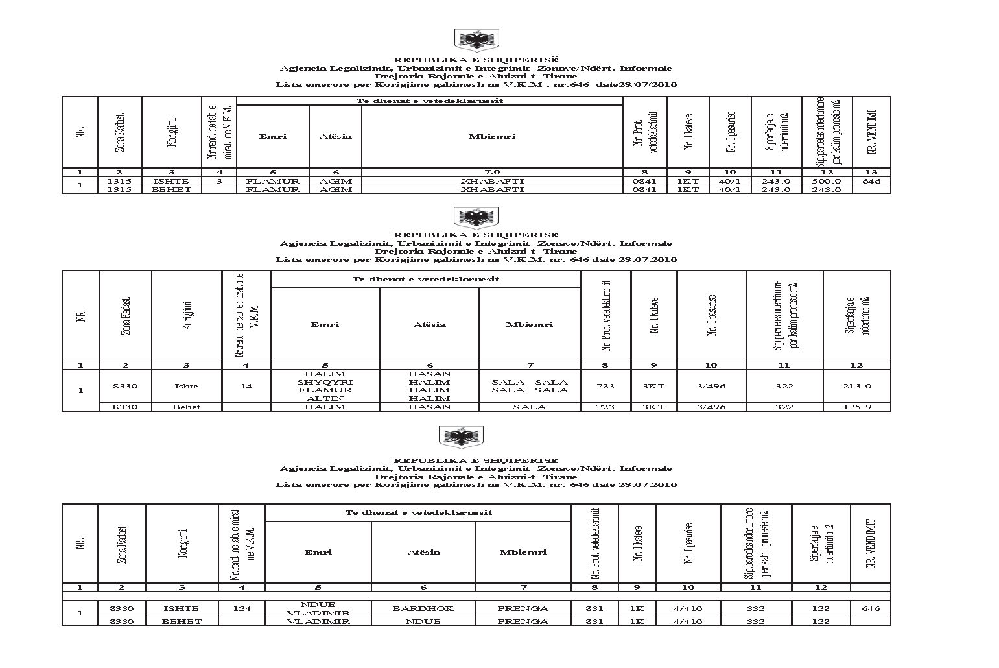 REPUBLIKA E SHQIPERISË
Agjencia Legalizimit, Urbanizimit e Integrimit Zonave/Ndërt. Informale
Drejtoria Rajonale e Aluizni-t Tirane
Lista emerore per Korigjime gabimesh ne V.K.M . nr.646 date28/07/2010
NR. Zona Kadast. Korigjimi Nr.rend. ne tab. e mirat. me V.K.M. Te dhenat e vetedeklaruesit Nr. Prot. vetedeklarimit Nr. I kateve Nr. I pasurise Siperfaqja e ndertimit m2 Sip.parceles ndertimore per kalim pronesie m2 NR. VENDIMI
Emri Atësia Mbiemri
1 2 3 4 5 6 7.0 8 9 10 11 12 13
1 1315 ISHTE 3 FLAMUR AGIM XHABAFTI 0841 1KT 40/1 243.0 500.0 646
1315 BEHET FLAMUR AGIM XHABAFTI 0841 1KT 40/1 243.0 243.0
REPUBLIKA E SHQIPERISE
Agjencia Legalizimit, Urbanizimit e Integrimit Zonave/Ndërt. Informale
Drejtoria Rajonale e Aluizni-t Tirane
Lista emerore per Korigjime gabimesh ne V.K.M. nr. 646 date 28.07.2010
NR. Zona Kadast. Korigjimi Nr.rend. ne tab. e mirat. me V.K.M. Te dhenat e vetedeklaruesit Nr. Prot. vetedeklarimit Nr. I kateve Nr. I pasurise Sip.parceles ndertimore per kalim pronesie m2 Siperfaqja e ndertimit m2
Emri Atësia Mbiemri
1 2 3 4 5 6 7 8 9 10 11 12
HALIM HASAN
1 8330 Ishte 14 SHYQYRI HALIM SALA SALA 723 3KT 3/496 322 213.0
FLAMUR HALIM SALA SALA
ALTIN HALIM
8330 Behet HALIM HASAN SALA 723 3KT 3/496 322 175.9
REPUBLIKA E SHQIPERISE
Agjencia Legalizimit, Urbanizimit e Integrimit Zonave/Ndërt. Informale
Drejtoria Rajonale e Aluizni-t Tirane
Lista emerore per Korigjime gabimesh ne V.K.M. nr. 646 date 28.07.2010
NR. Zona Kadast. Korigjimi Nr.rend. ne tab. e mirat. me V.K.M. Te dhenat e vetedeklaruesit Nr. Prot. vetedeklarimit Nr. I kateve Nr. I pasurise Sip.parceles ndertimore per kalim pronesie m2 Siperfaqja e ndertimit m2 NR. VENDIMIT
Emri Atësia Mbiemri
1 2 3 4 5 6 7 8 9 10 11 12
NDUE
1 8330 ISHTE 124 VLADIMIR BARDHOK PRENGA 831 1K 4/410 332 128 646
8330 BEHET VLADIMIR NDUE PRENGA 831 1K 4/410 332 128